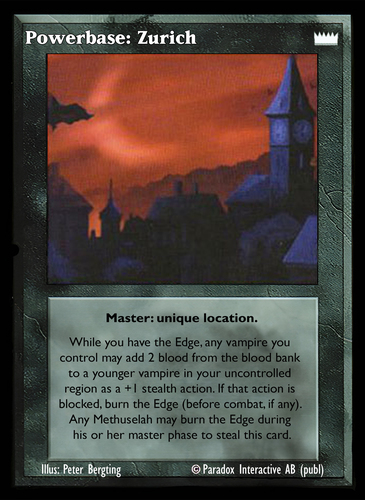 Powerbase: Zurich
Master: unique location.
While you have the Edge, any vampire you
control may add 2 blood from the blood bank
to a younger vampire in your uncontrolled
region as a +1 stealth action. If that action is
blocked, burn the Edge (before combat, if any).
Any Methuselah may burn the Edge during
his or her master phase to steal this card.
Illus: Peter Bergting
© Paradox Interactive AB (publ)